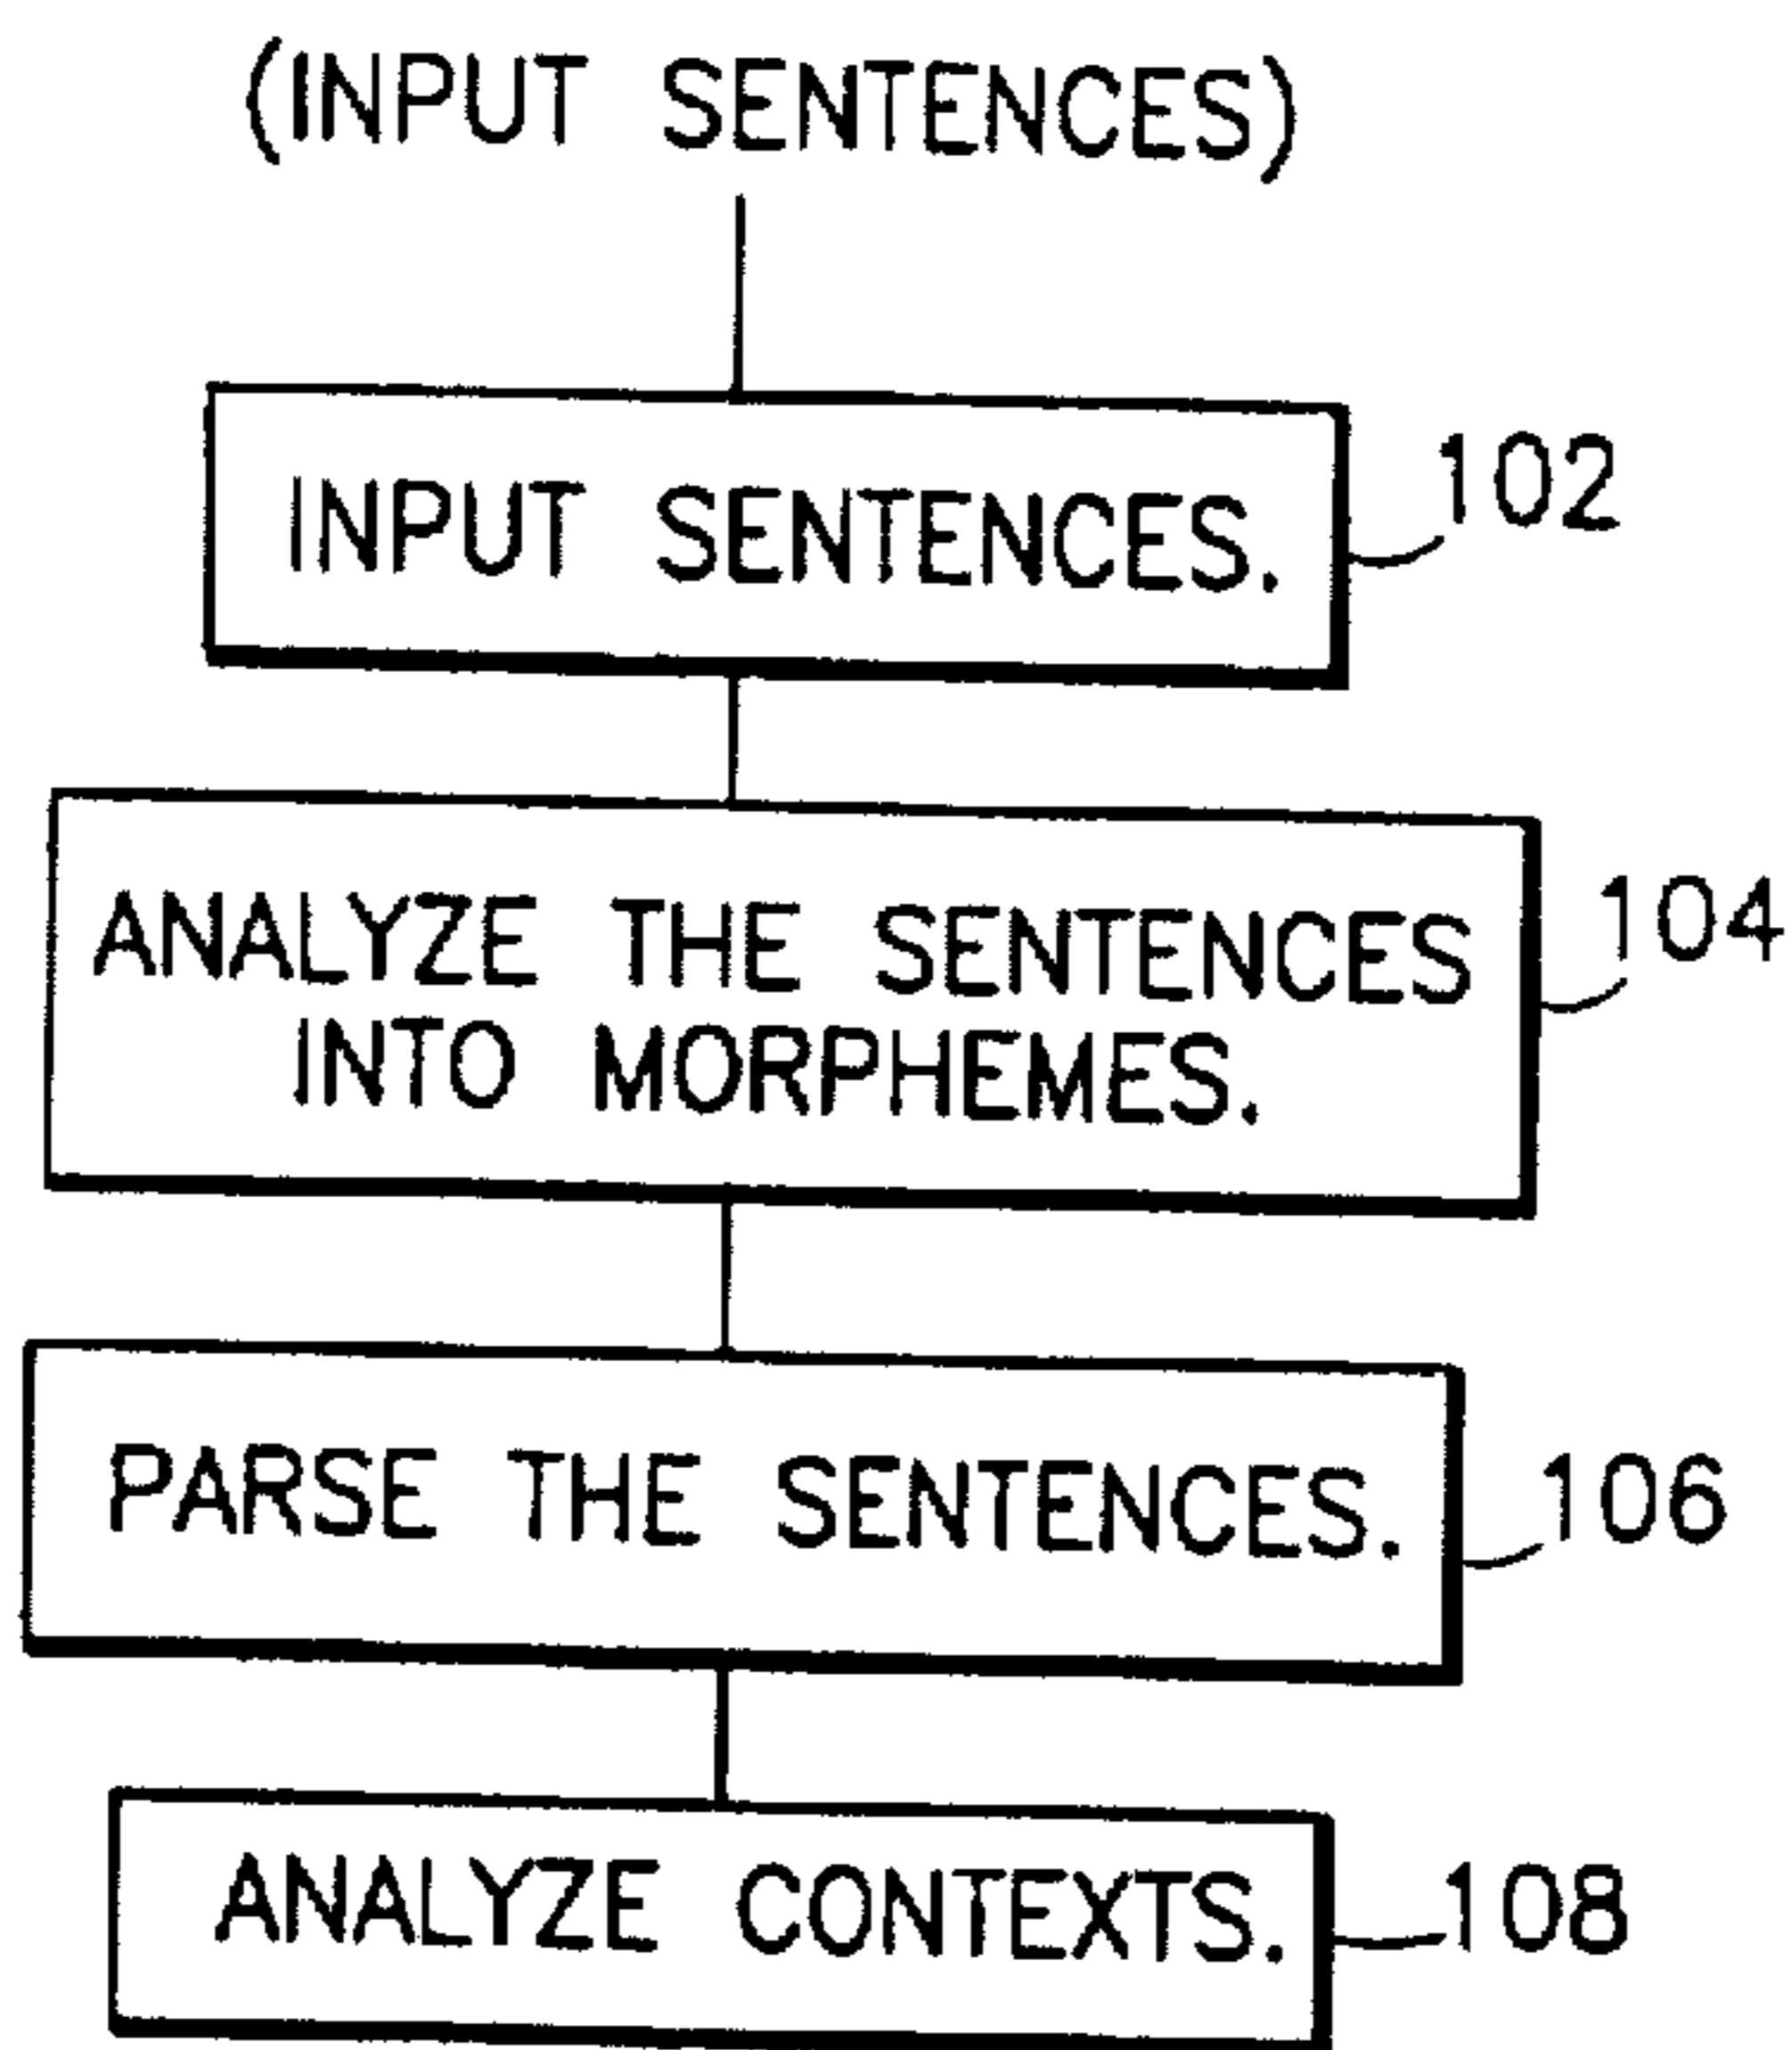 (INPUT SENTENCES)
INPUT SENTENCES.
102
ANALYZE THE SENTENCES
INTO MORPHEMES.
104
PARSE THE SENTENCES.
106
ANALYZE CONTEXTS.
108